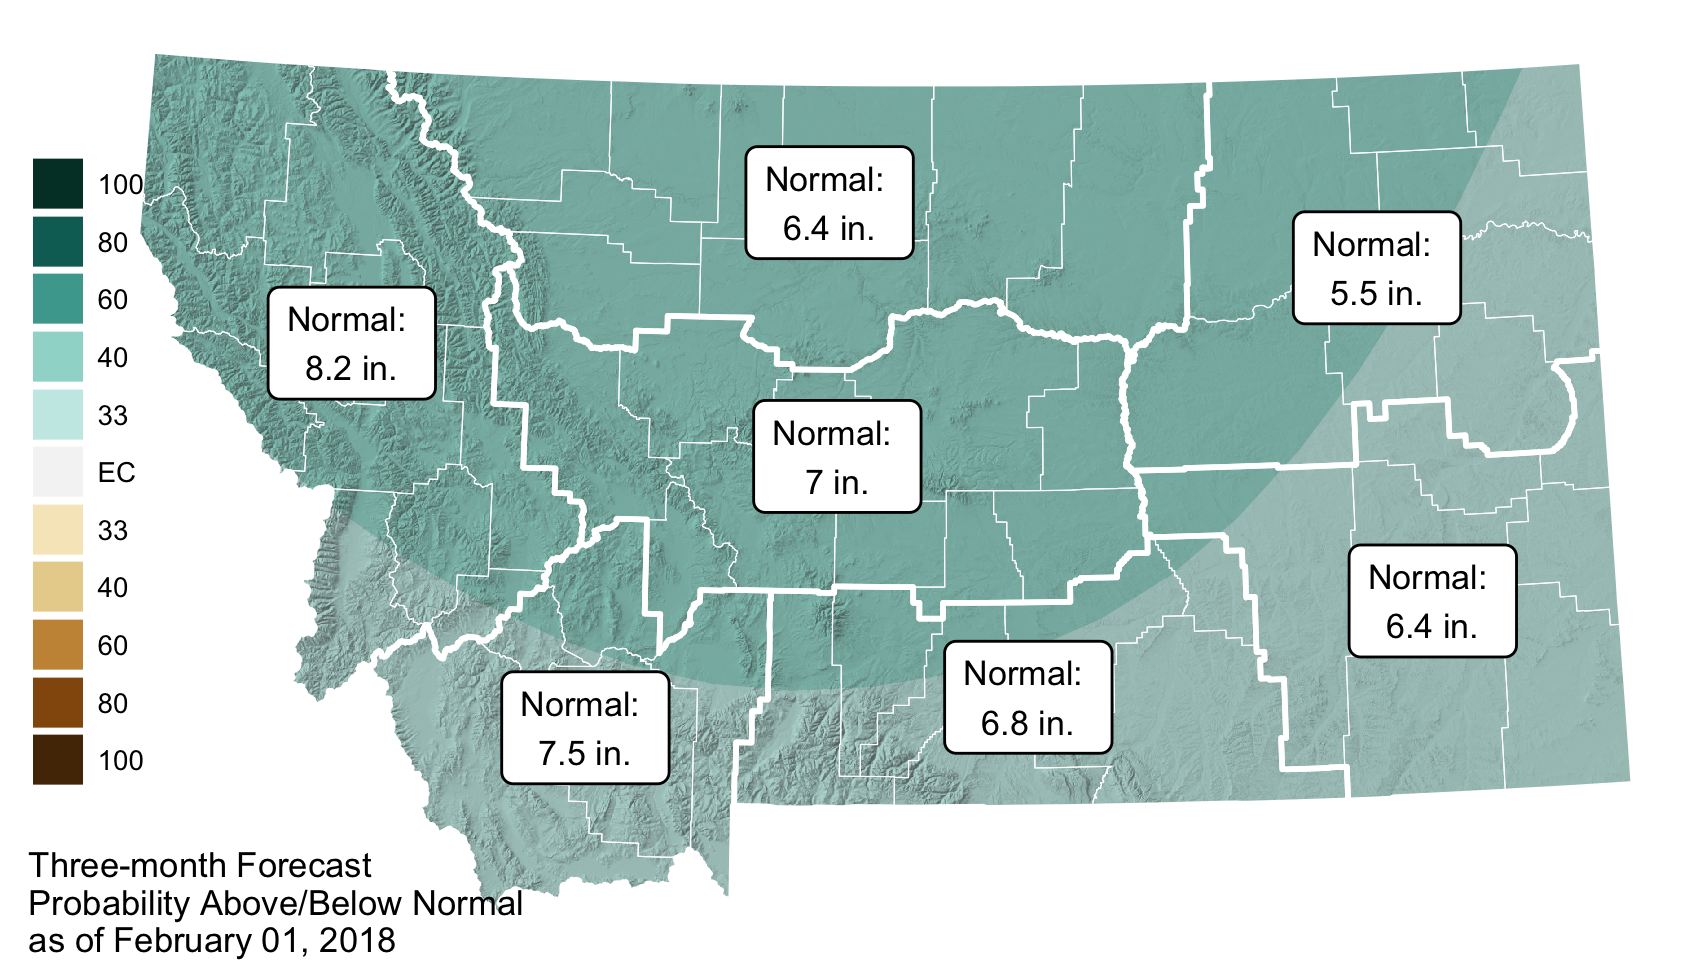 100
80
60
40
33
EC
33
40
60
80
100
Normal:
6.4 in.
Normal:
5.5 in.
Normal:
8.2 in.
Normal:
7 in.
Normal:
6.4 in.
Normal:
6.8 in.
Normal:
7.5 in.
Three-month Forecast
Probability Above/Below Normal
as of February 01, 2018